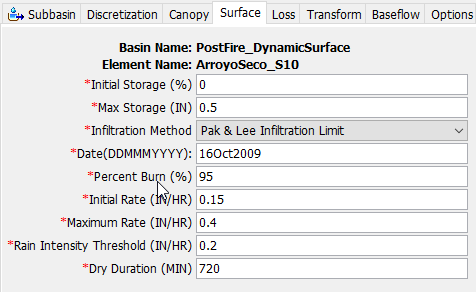 Subbasin Discretization Canopy Surface Loss Transform Baseflow Options
Basin Name: PostFire_DynamicSurface
Element Name: ArroyoSeco_S10
*Initial Storage (%) 0
*Max Storage (IN) 0.5
*Infiltration Method Pak & Lee Infiltration Limit
*Date(DDMMMYYYY): 16Oct2009
*Percent Burn (%) 95
*Initial Rate (IN/HR) 0.15
*Maximum Rate (IN/HR) 0.4
*Rain Intensity Threshold (IN/HR) 0.2
*Dry Duration (MIN) 720